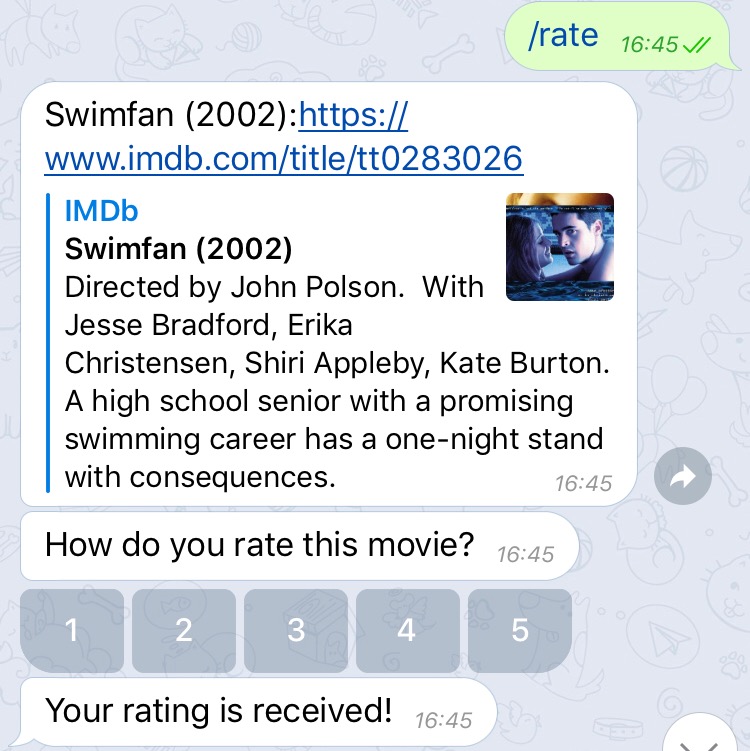 /rate 16:45
Swimfan (2002):https://
www.imdb.com/title/tt0283026
IMDb
Swimfan (2002)
Directed by John Polson.  With
Jesse Bradford, Erika
Christensen, Shiri Appleby, Kate Burton.
A high school senior with a promising
swimming career has a one-night stand
with consequences. 16:45
How do you rate this movie? 16:45
1 2 3 4 5
Your rating is received! 16:45